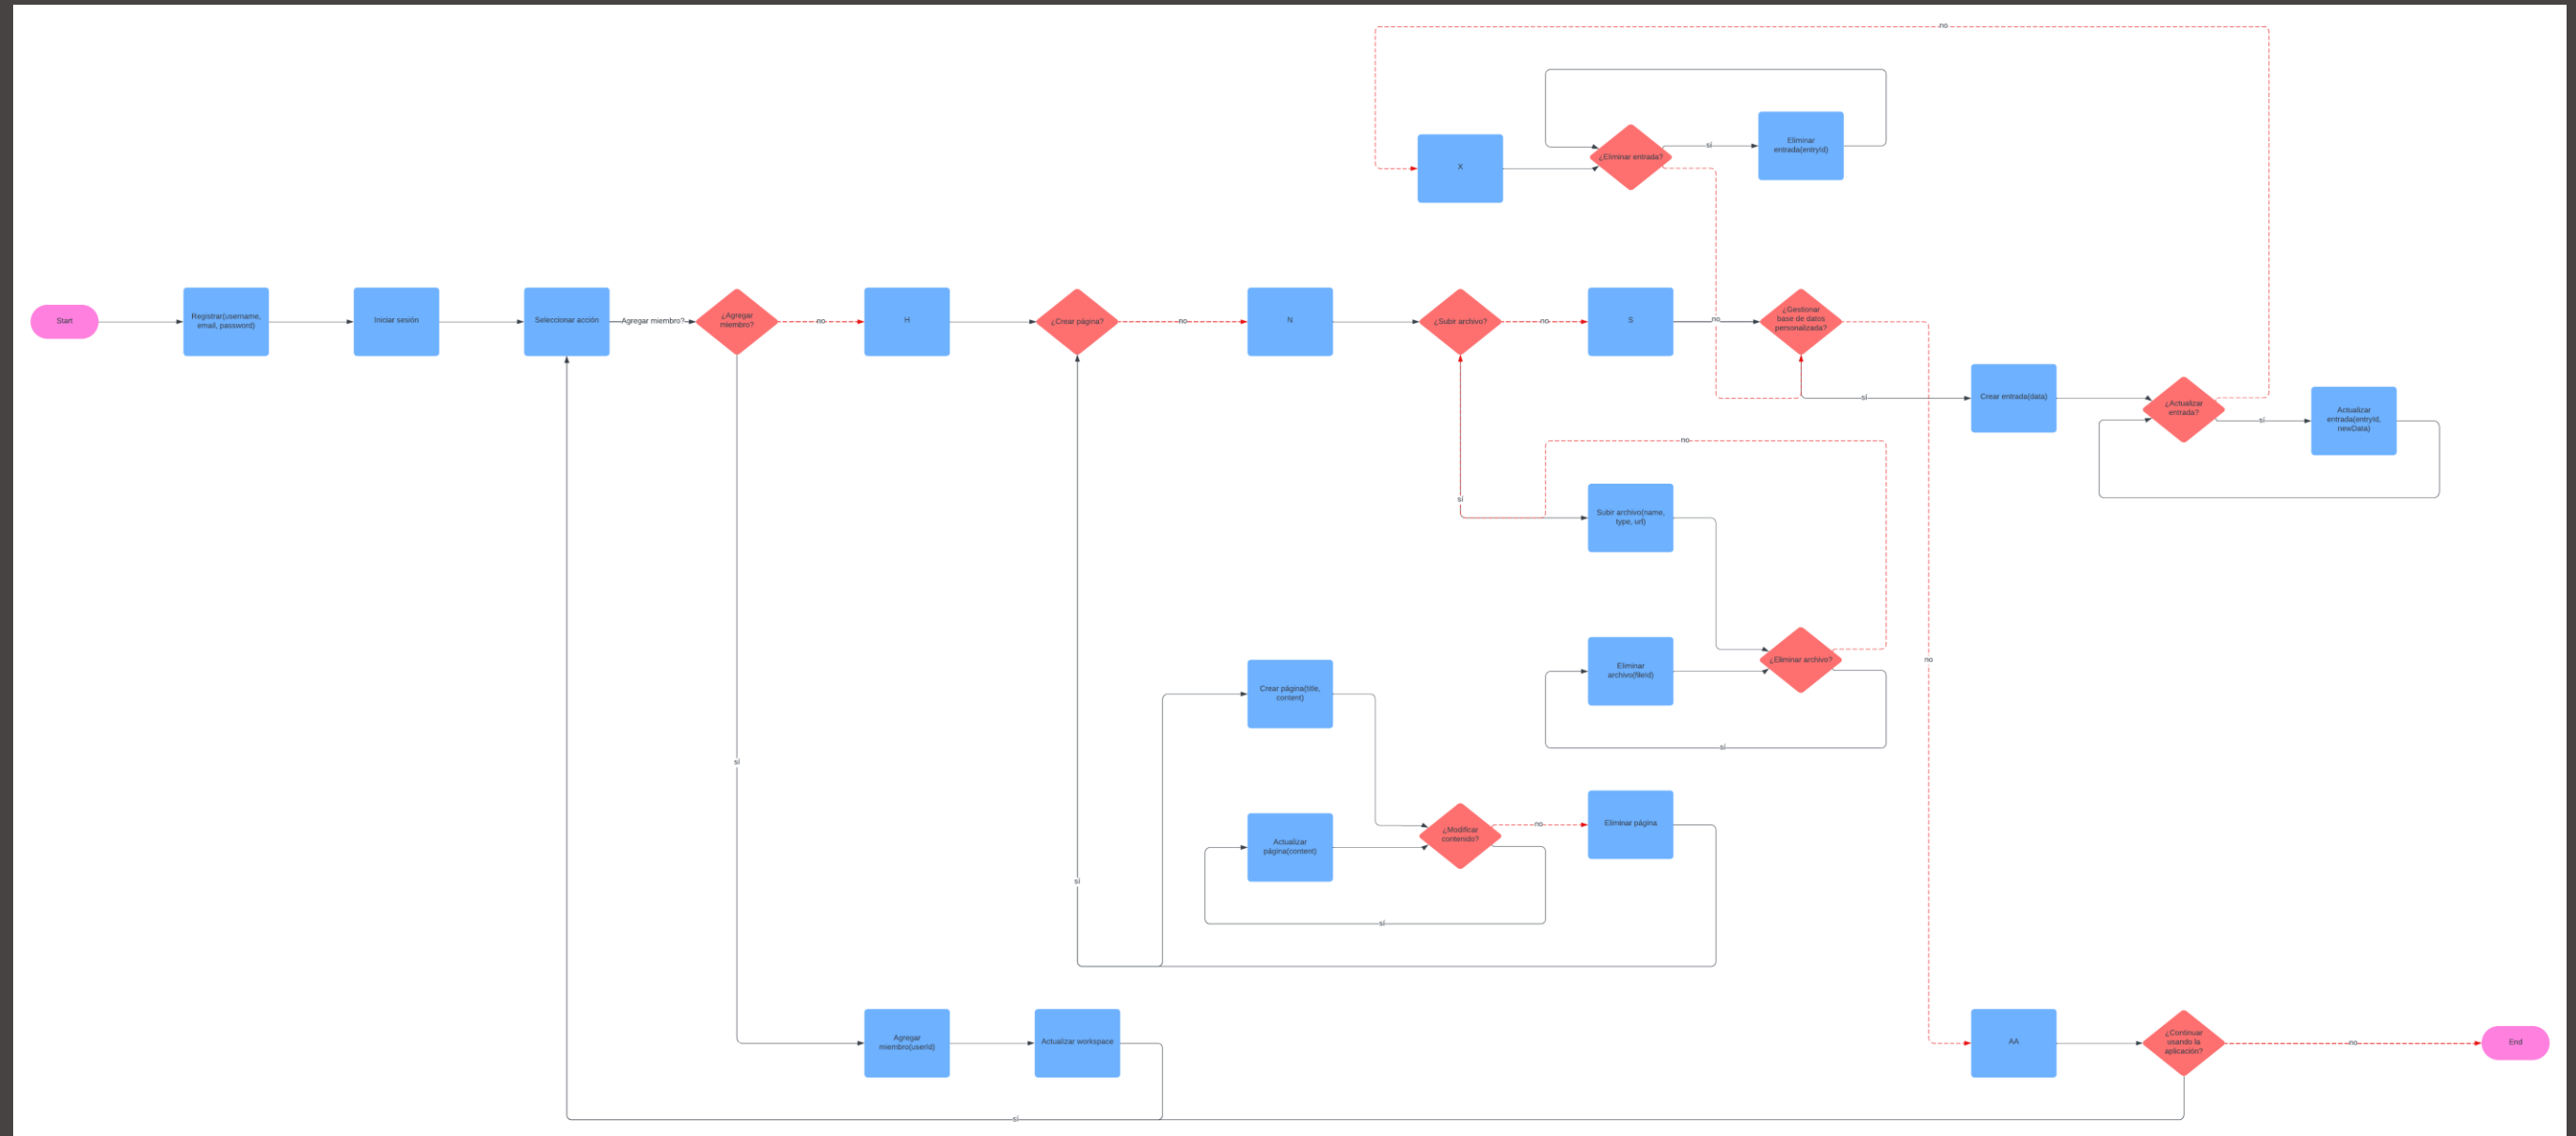 no
Eliminar
entrada(entryId)
¿Eliminar entrada?
sí
X
Start
Registrar(username,
email, password)
Iniciar sesión
Seleccionar acción
Agregar miembro?
¿Agregar
miembro?
no
H
¿Crear página?
no
N
¿Subir archivo?
no
S
no
¿Gestionar
base de datos
personalizada?
sí
Crear entrada(data)
¿Actualizar
entrada?
sí
Actualizar
entrada(entryId,
newData)
no
sí
Subir archivo(name,
type, url)
Eliminar
archivo(fileId)
¿Eliminar archivo?
no
sí
Crear página(title,
content)
sí
Actualizar
página(content)
¿Modificar
contenido?
no
Eliminar página
sí
sí
Agregar
miembro(userId)
Actualizar workspace
AA
¿Continuar
usando la
aplicación?
no
End
sí